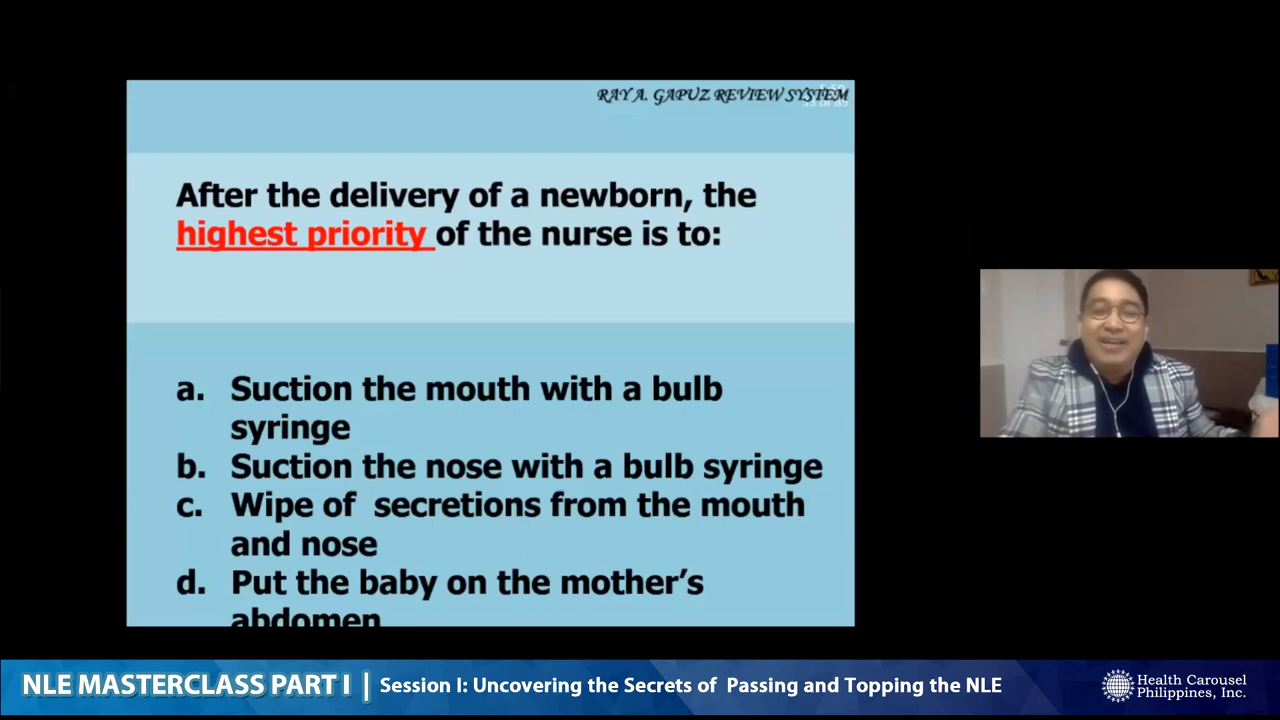 RAY A. GAPUZ REVIEW SYSTEM
After the delivery of a newborn, the
highest priority of the nurse is to:
a. Suction the mouth with a bulb
syringe
b. Suction the nose with a bulb syringe
c. Wipe of secretions from the mouth
and nose
d. Put the baby on the mother's
abdomen
NLE MASTERCLASS PART I | Session I: Uncovering the Secrets of Passing and Topping the NLE
Health Carousel
Philippines, Inc.